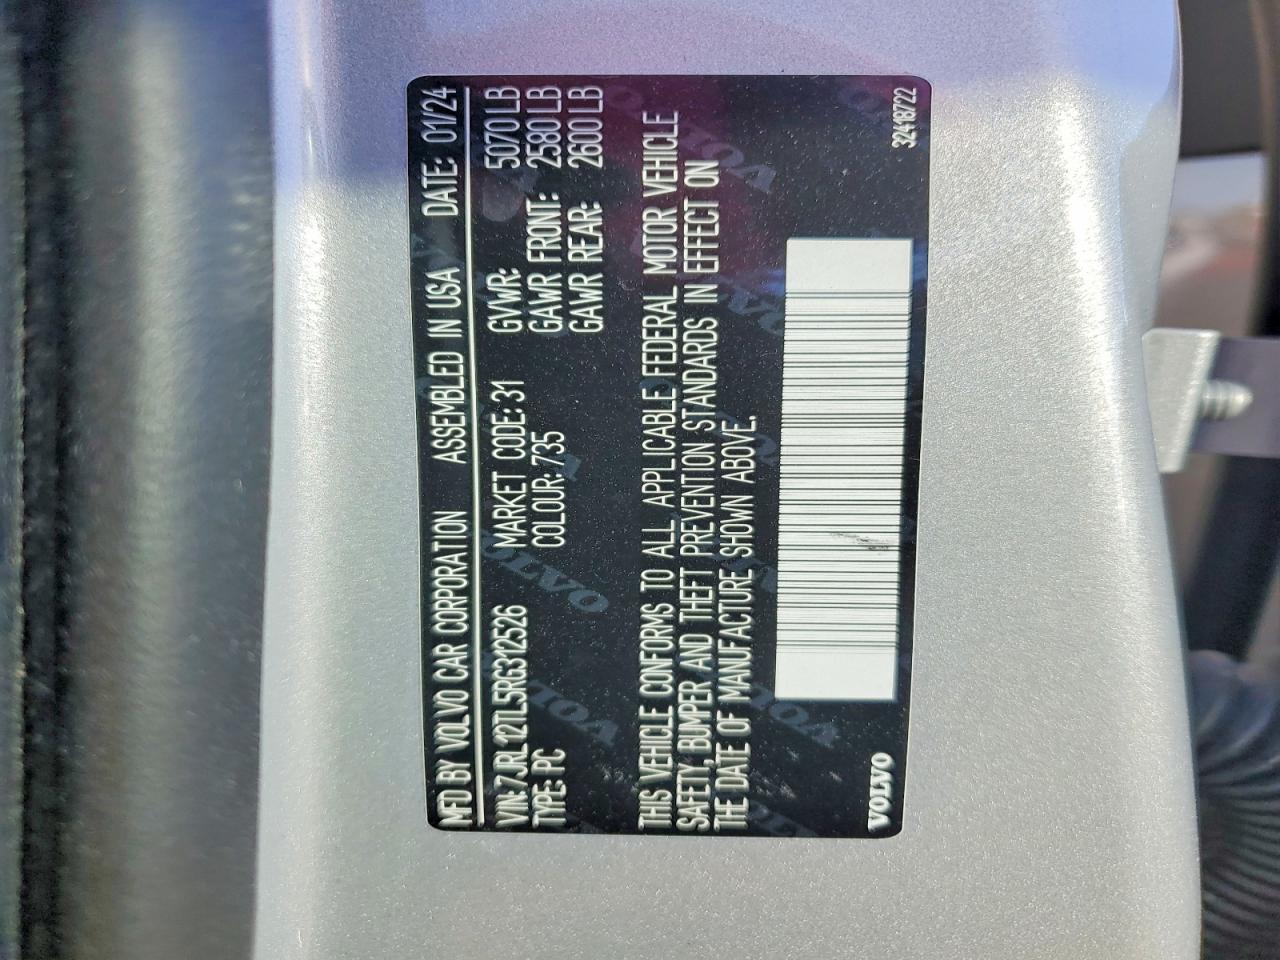 MFD BY VOLVO CAR CORPORATION ASSEMBLED IN USA DATE: 01/24
VIN: 7JRL12TL5RG312526 MARKET CODE: 31 GVWR: 5070 LB
TYPE: PC COLOUR: 735 GAWR FRONT: 2580 LB
GAWR REAR: 2600 LB
THIS VEHICLE CONFORMS TO ALL APPLICABLE FEDERAL MOTOR VEHICLE
SAFETY, BUMPER AND THEFT PREVENTION STANDARDS IN EFFECT ON
THE DATE OF MANUFACTURE SHOWN ABOVE.
VOLVO 32418722